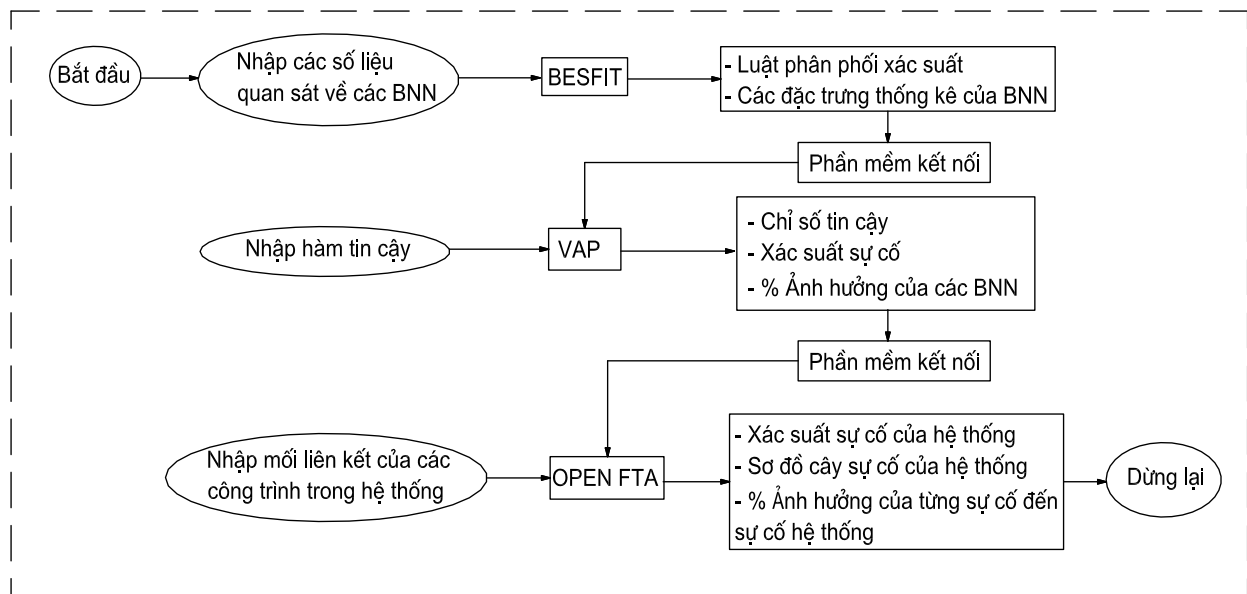 Bắt đầu
Nhập các số liệu
quan sát về các BNN
BESFIT
- Luật phân phối xác suất
- Các đặc trưng thống kê của BNN
Phần mềm kết nối
Nhập hàm tin cậy
VAP
- Chỉ số tin cậy
- Xác suất sự cố
- % Ảnh hưởng của các BNN
Phần mềm kết nối
Nhập mối liên kết của các
công trình trong hệ thống
OPEN FTA
- Xác suất sự cố của hệ thống
- Sơ đồ cây sự cố của hệ thống
- % Ảnh hưởng của từng sự cố đến
sự cố hệ thống
Dừng lại